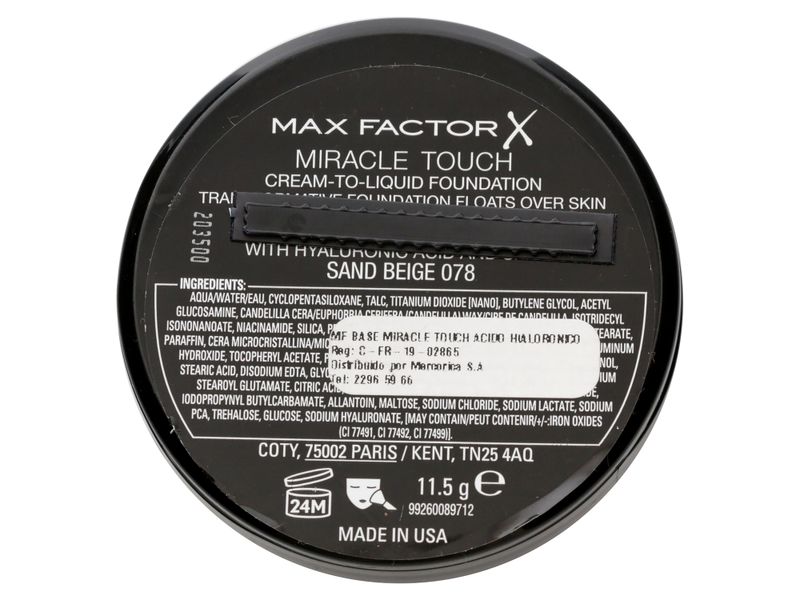 MAX FACTOR X
MIRACLE TOUCH
CREAM-TO-LIQUID FOUNDATION
FOUNDATION FLOATS OVER SKIN
203500
WITH HYALURONIC ACID AND
SAND BEIGE 078
INGREDIENTS:
AQUA/WATER/EAU, CYCLOPENTASILOXANE, TALC, TITANIUM DIOXIDE [NANO], BUTYLENE GLYCOL, ACETYL
GLUCOSAMINE, CANDELILLA CERA/EUPHORBIA CERIFERA (CANDELILLA) WAX/CIRE DE CANDELILLA, ISOTRIDECYL
ISONONANOATE, NIACINAMIDE, SILICA,
PARAFFIN, CERA MICROCRISTALLINA/
HYDROXIDE, TOCOPHERYL ACETATE,
STEARIC ACID, DISODIUM EDTA,
STEAROYL GLUTAMATE, CITRIC
IODOPROPYNYL BUTYLCARBAMATE, ALLANTOIN, MALTOSE, SODIUM CHLORIDE, SODIUM LACTATE, SODIUM
PCA, TREHALOSE, GLUCOSE, SODIUM HYALURONATE, [MAY CONTAIN/PEUT CONTENIR/+/-:IRON OXIDES
(CI 77491, CI 77492, CI 77499)].
MF BASE MIRACLE TOUCH ACIDO HIALORONICO
Reg: C-FR-19-02865
Distribuido por Marcorica S.A
Tel: 2296 59 66
COTY, 75002 PARIS / KENT, TN25 4AQ
24M
11.5 g e
99260089712
MADE IN USA